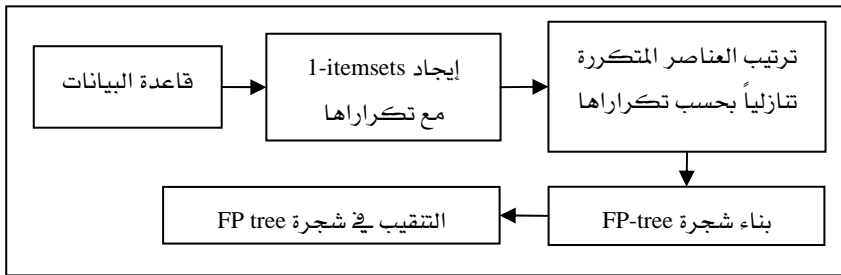 قاعدة البيانات
إيجاد 1-itemsets
مع تكراراها
ترتيب العناصر المتكررة
تنازلياً بحسب تكراراها
بناء شجرة FP-tree
التنقيب في شجرة FP tree